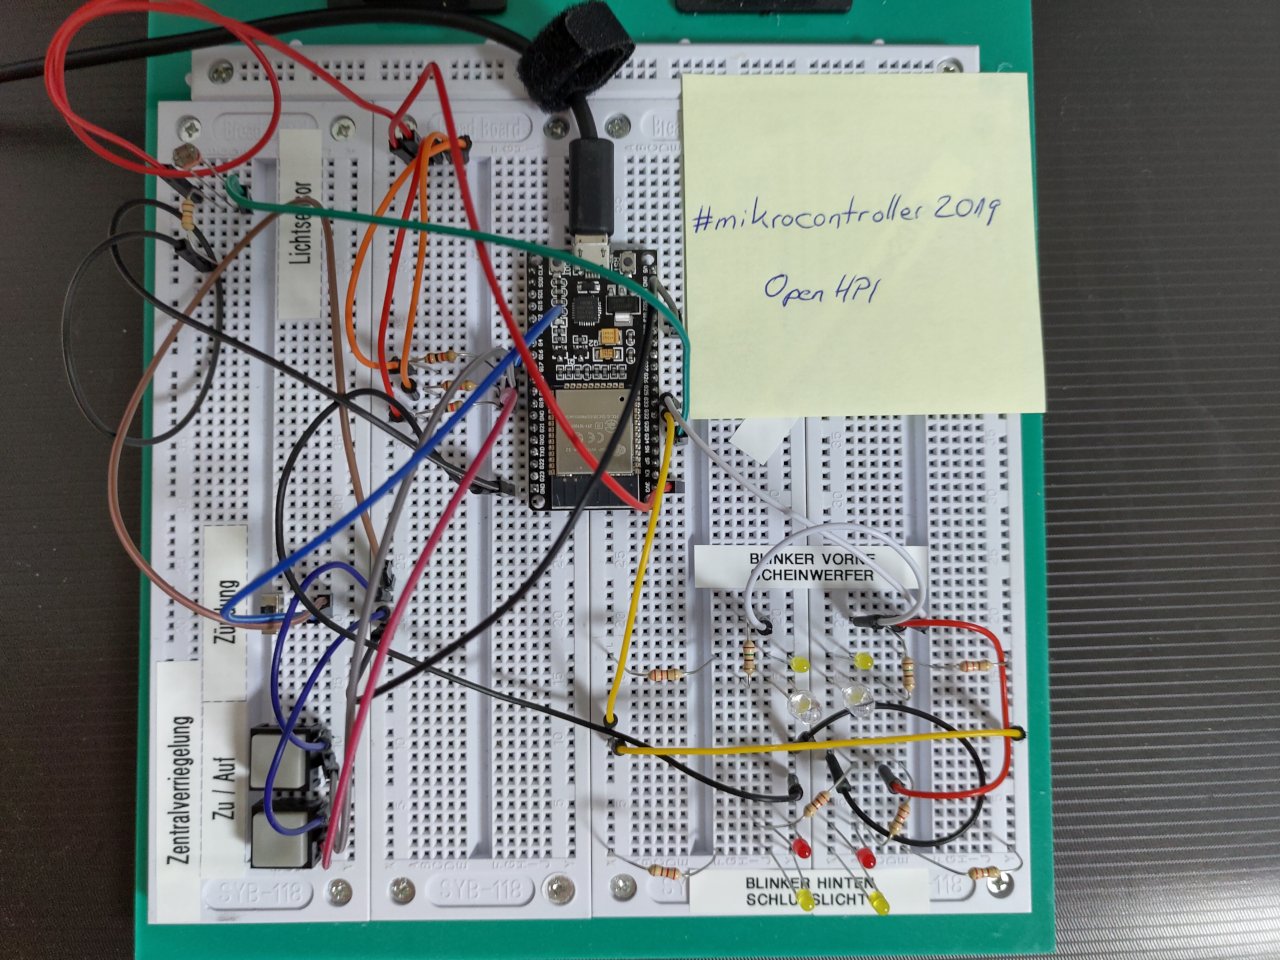 #mikrocontroller 2019
Open HPI
Lichtsensor
BLINKER VORNE
SCHEINWERFER
Zündung
Zentralverriegelung
Zu / Auf
BLINKER HINTEN
SCHLUSSLICHT
SYB-118
SYB-118
118